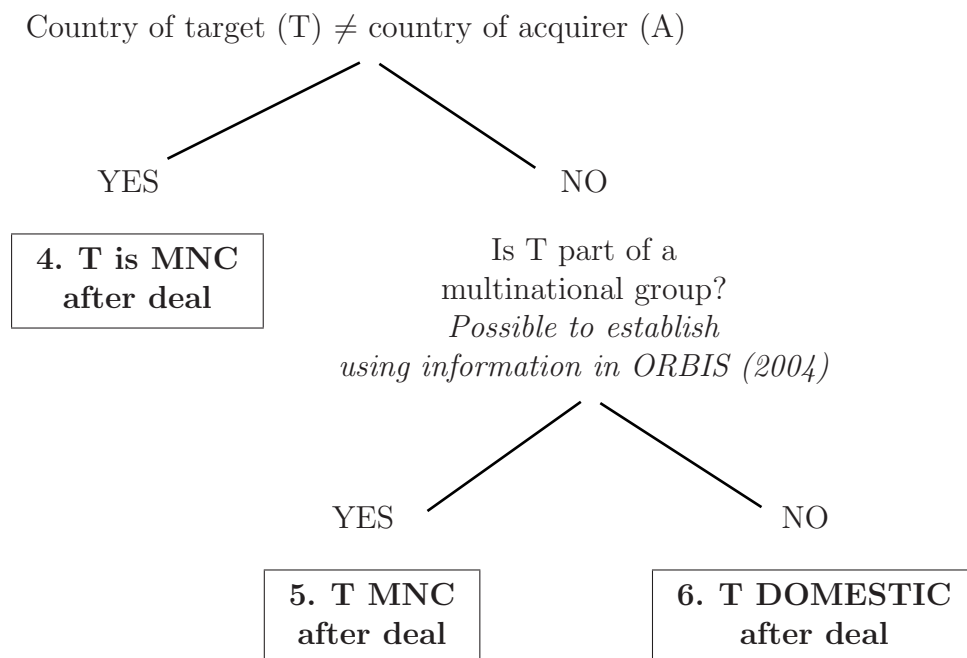 Country of target (T) ≠ country of acquirer (A)
YES
NO
4. T is MNC
after deal
Is T part of a
multinational group?
Possible to establish
using information in ORBIS (2004)
YES
NO
5. T MNC
after deal
6. T DOMESTIC
after deal